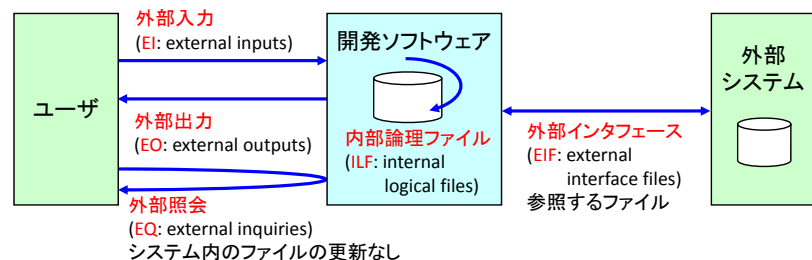 外部入力
(EI: external inputs)
ユーザ
外部出力
(EO: external outputs)
外部照会
(EQ: external inquiries)
システム内のファイルの更新なし
開発ソフトウェア
内部論理ファイル
(ILF: internal
logical files)
外部インタフェース
(EIF: external
interface files)
参照するファイル
外部
システム